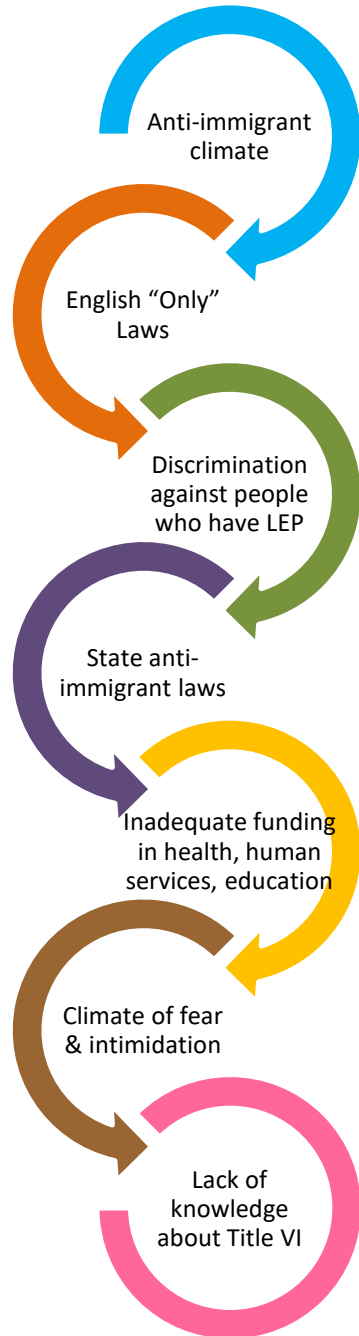 Anti-immigrant
climate
English “Only”
Laws
Discrimination
against people
who have LEP
State anti-
immigrant laws
Inadequate funding
in health, human
services, education
Climate of fear
& intimidation
Lack of
knowledge
about Title VI